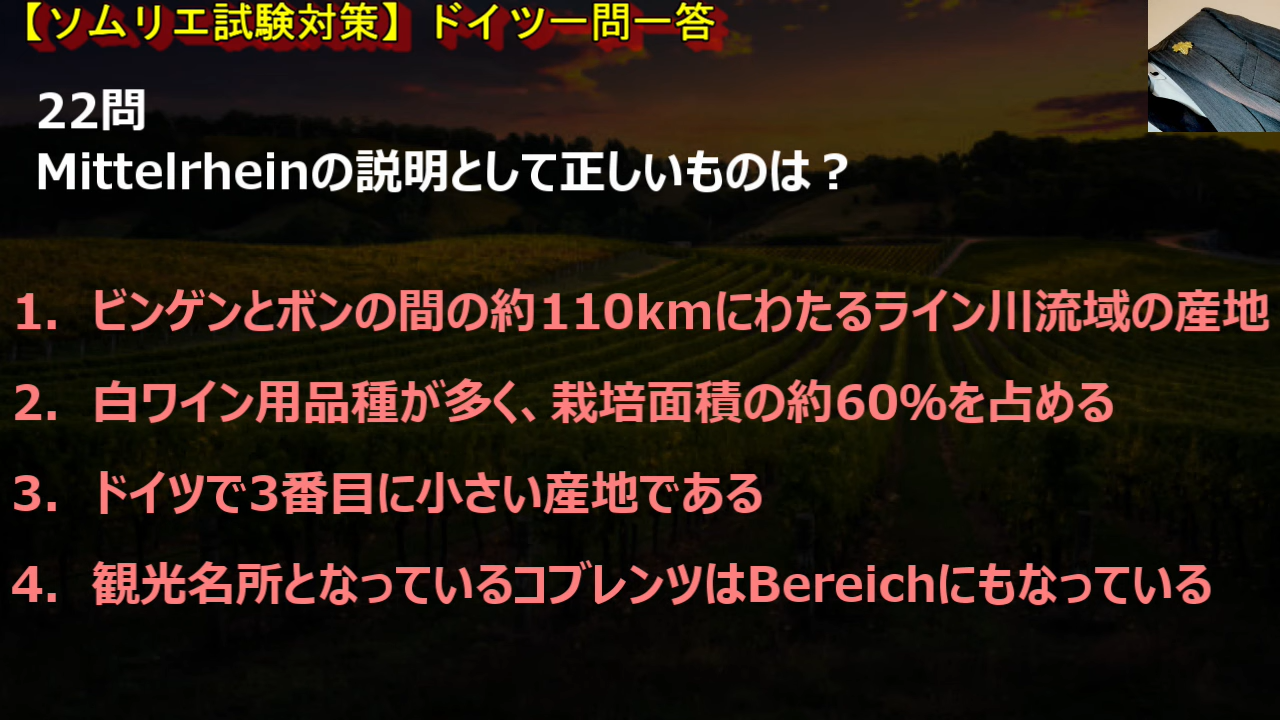 【ソムリエ試験対策】ドイツ一問一答
22問
Mittelrheinの説明として正しいものは？
1. ビンゲンとボンの間の約110kmにわたるライン川流域の産地
2. 白ワイン用品種が多く、栽培面積の約60%を占める
3. ドイツで3番目に小さい産地である
4. 観光名所となっているコブレンツはBereichにもなっている